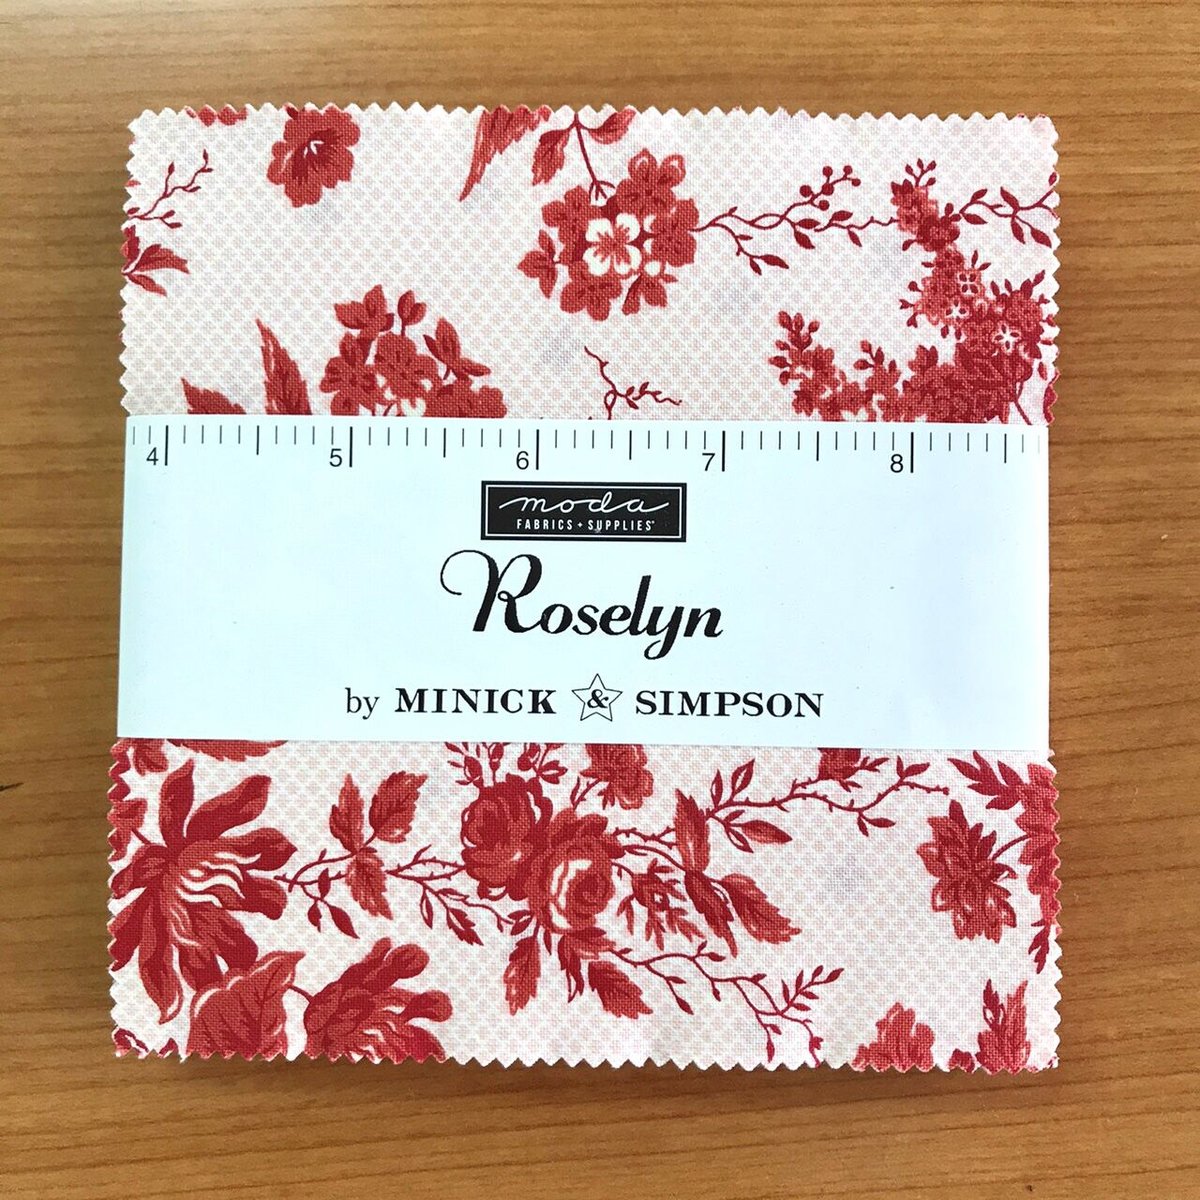 4 5 6 7 8
moda
FABRICS + SUPPLIES®
Roselyn
by MINICK & SIMPSON